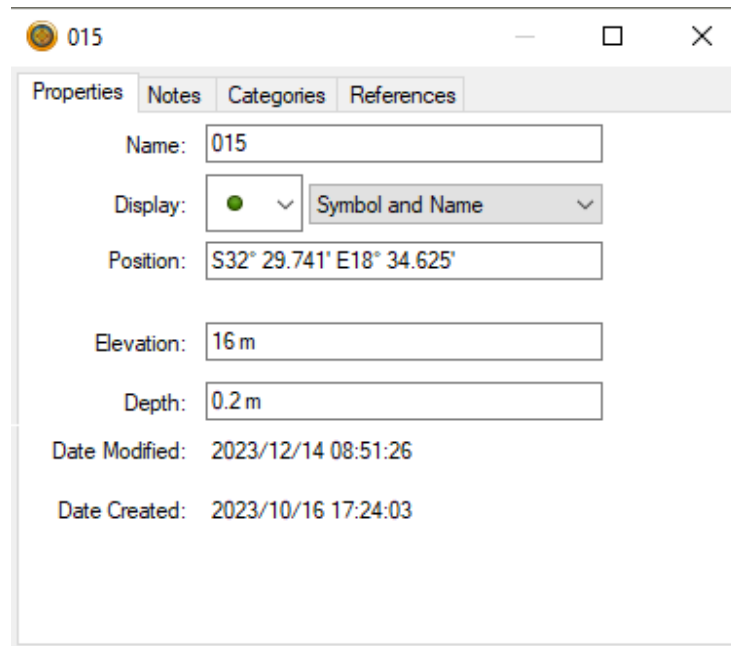 015
Properties Notes Categories References
Name: 015
Display: Symbol and Name
Position: S32° 29.741' E18° 34.625'
Elevation: 16 m
Depth: 0.2 m
Date Modified: 2023/12/14 08:51:26
Date Created: 2023/10/16 17:24:03